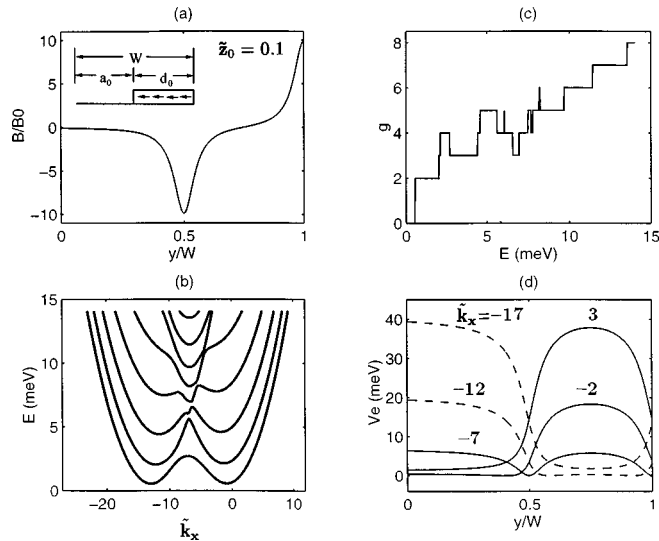 (a)
z̃₀ = 0.1
W
a₀
d₀
B/B0
10
5
0
−5
−10
0
0.5
1
y/W
(c)
g
8
6
4
2
0
0
5
10
15
E (meV)
(b)
E (meV)
15
10
5
0
−20
−10
0
10
k̃ₓ
(d)
Ve (meV)
40
30
20
10
0
k̃ₓ=−17
3
−12
−2
−7
0
0.5
1
y/W